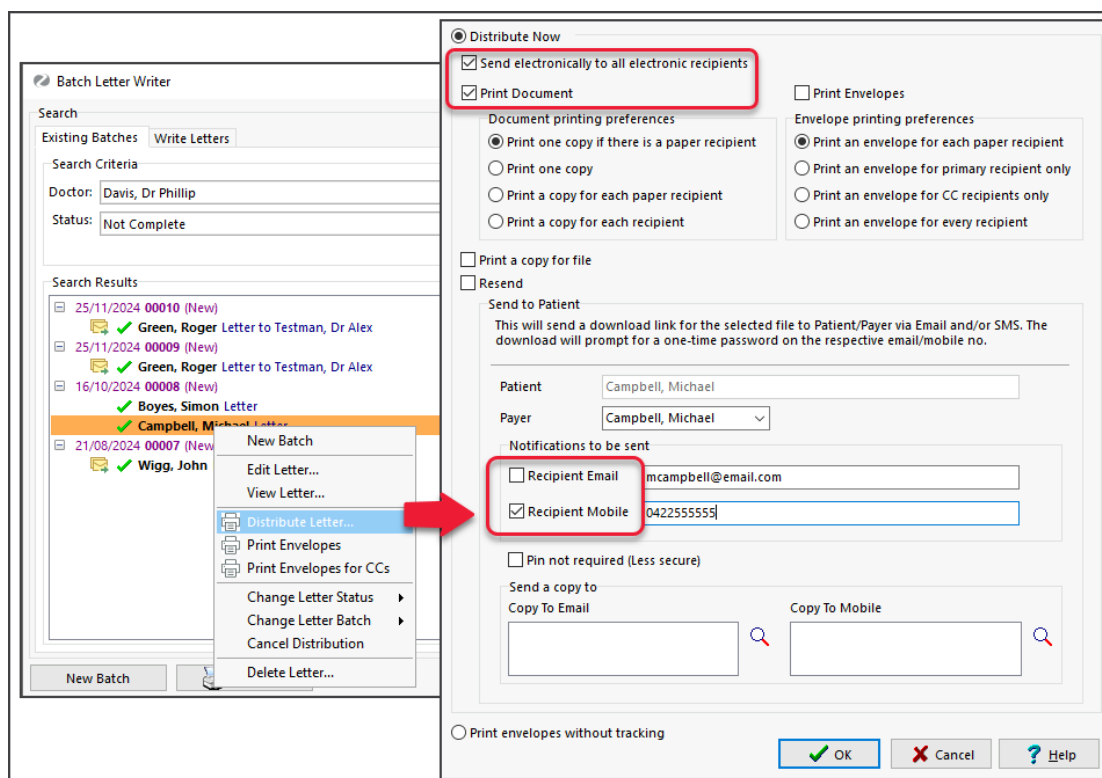 Batch Letter Writer
Search
Existing Batches Write Letters
Search Criteria
Doctor: Davis, Dr Phillip
Status: Not Complete
Search Results
25/11/2024 00010 (New)
Green, Roger Letter to Testman, Dr Alex
25/11/2024 00009 (New)
Green, Roger Letter to Testman, Dr Alex
16/10/2024 00008 (New)
Boyes, Simon Letter
Campbell, Michael Letter
21/08/2024 00007 (New
Wigg, John
New Batch
New Batch
Edit Letter...
View Letter...
Distribute Letter...
Print Envelopes
Print Envelopes for CCs
Change Letter Status
Change Letter Batch
Cancel Distribution
Delete Letter...
Distribute Now
Send electronically to all electronic recipients
Print Document
Print Envelopes
Document printing preferences
Print one copy if there is a paper recipient
Print one copy
Print a copy for each paper recipient
Print a copy for each recipient
Envelope printing preferences
Print an envelope for each paper recipient
Print an envelope for primary recipient only
Print an envelope for CC recipients only
Print an envelope for every recipient
Print a copy for file
Resend
Send to Patient
This will send a download link for the selected file to Patient/Payer via Email and/or SMS. The
download will prompt for a one-time password on the respective email/mobile no.
Patient Campbell, Michael
Payer Campbell, Michael
Notifications to be sent
Recipient Email mcampbell@email.com
Recipient Mobile 0422555555
Pin not required (Less secure)
Send a copy to
Copy To Email
Copy To Mobile
Print envelopes without tracking
OK Cancel ? Help